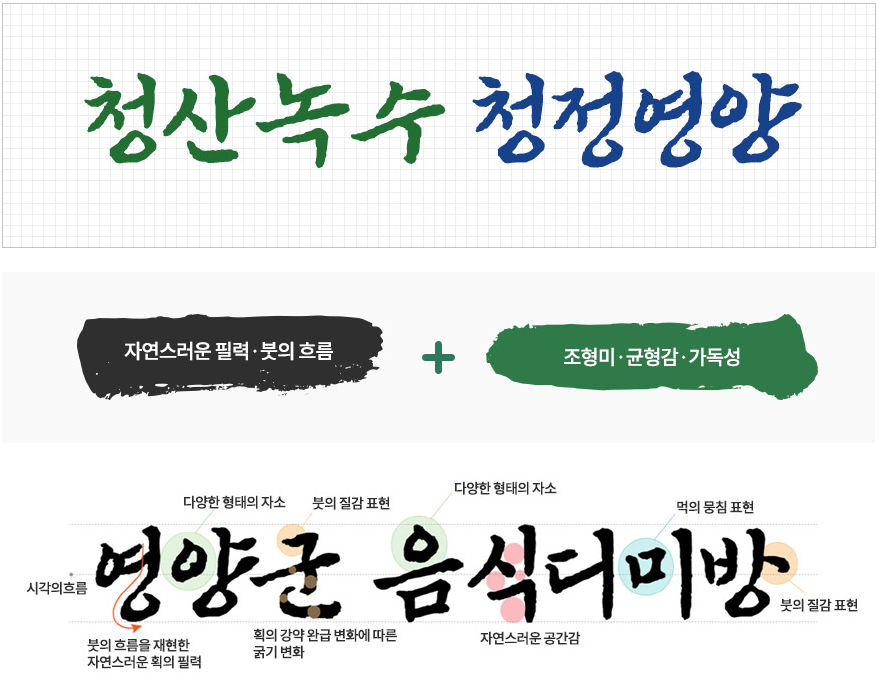 청산녹수 청정영양
자연스러운 필력·붓의 흐름
조형미·균형감·가독성
다양한 형태의 자소
붓의 질감 표현
다양한 형태의 자소
먹의 뭉침 표현
영양군 음식디미방
시각의흐름
붓의 질감 표현
붓의 흐름을 재현한
자연스러운 획의 필력
획의 강약 완급 변화에 따른
굵기 변화
자연스러운 공간감